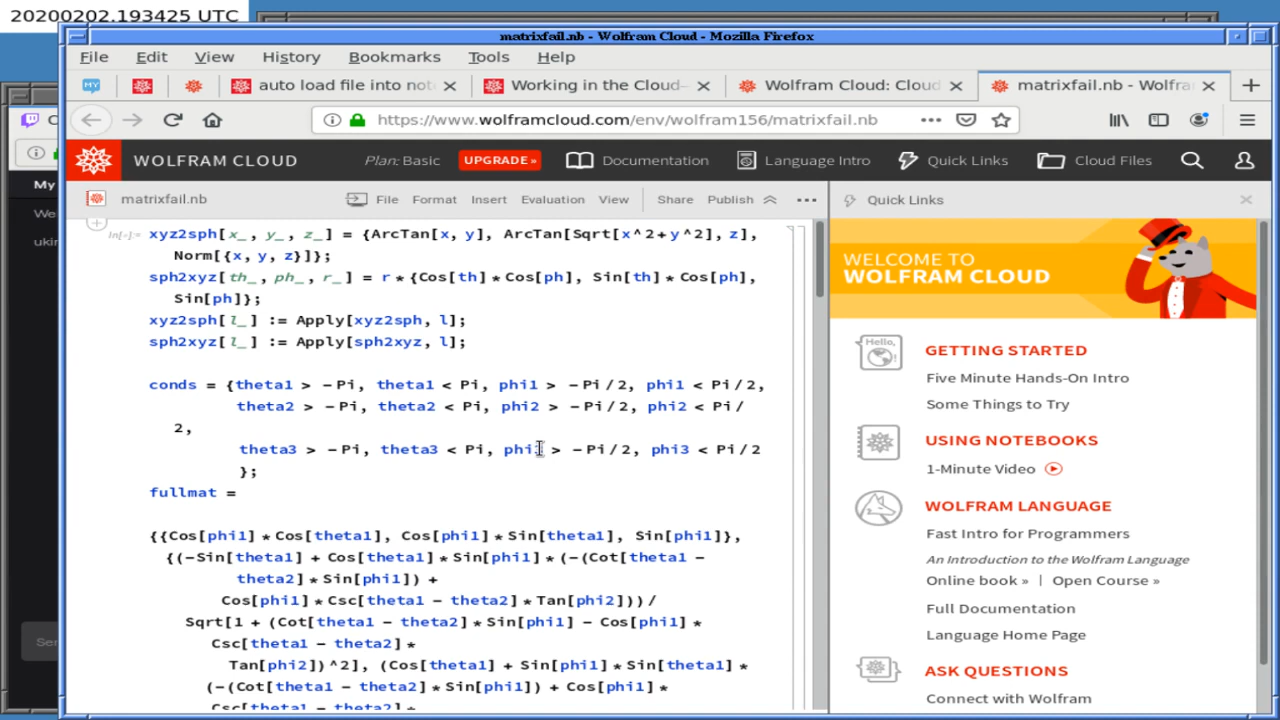 20200202.193425 UTC
matrixfail.nb - Wolfram Cloud - Mozilla Firefox
File Edit View History Bookmarks Tools Help
MY auto load file into not Working in the Cloud– Wolfram Cloud: Cloud matrixfail.nb - Wolfra
https://www.wolframcloud.com/env/wolfram156/matrixfail.nb
WOLFRAM CLOUD Plan: Basic UPGRADE » Documentation Language Intro Quick Links Cloud Files
My
matrixfail.nb File Format Insert Evaluation View Share Publish
Quick Links
We
uki
Sen
In[-]:= xyz2sph[x_, y_, z_] = {ArcTan[x, y], ArcTan[Sqrt[x^2+y^2], z],
Norm[{x, y, z}]};
sph2xyz[th_, ph_, r_] = r*{Cos[th]*Cos[ph], Sin[th]*Cos[ph],
Sin[ph]};
xyz2sph[l_] := Apply[xyz2sph, l];
sph2xyz[l_] := Apply[sph2xyz, l];
conds = {theta1 > -Pi, theta1 < Pi, phi1 > -Pi/2, phi1 < Pi/2,
theta2 > -Pi, theta2 < Pi, phi2 > -Pi/2, phi2 < Pi/
2,
theta3 > -Pi, theta3 < Pi, phi3 > -Pi/2, phi3 < Pi/2
};
fullmat =
{{Cos[phi1]*Cos[theta1], Cos[phi1]*Sin[theta1], Sin[phi1]},
{(-Sin[theta1] + Cos[theta1]*Sin[phi1]*(-(Cot[theta1 -
theta2]*Sin[phi1]) +
Cos[phi1]*Csc[theta1 - theta2]*Tan[phi2]))/
Sqrt[1 + (Cot[theta1 - theta2]*Sin[phi1] - Cos[phi1]*
Csc[theta1 - theta2]*
Tan[phi2])^2], (Cos[theta1] + Sin[phi1]*Sin[theta1]*
(-(Cot[theta1 - theta2]*Sin[phi1]) + Cos[phi1]*
Csc[theta1 - theta2]*
WELCOME TO
WOLFRAM CLOUD
Hello,
GETTING STARTED
Five Minute Hands-On Intro
Some Things to Try
USING NOTEBOOKS
1-Minute Video
WOLFRAM LANGUAGE
Fast Intro for Programmers
An Introduction to the Wolfram Language
Online book » | Open Course »
Full Documentation
Language Home Page
ASK QUESTIONS
Connect with Wolfram